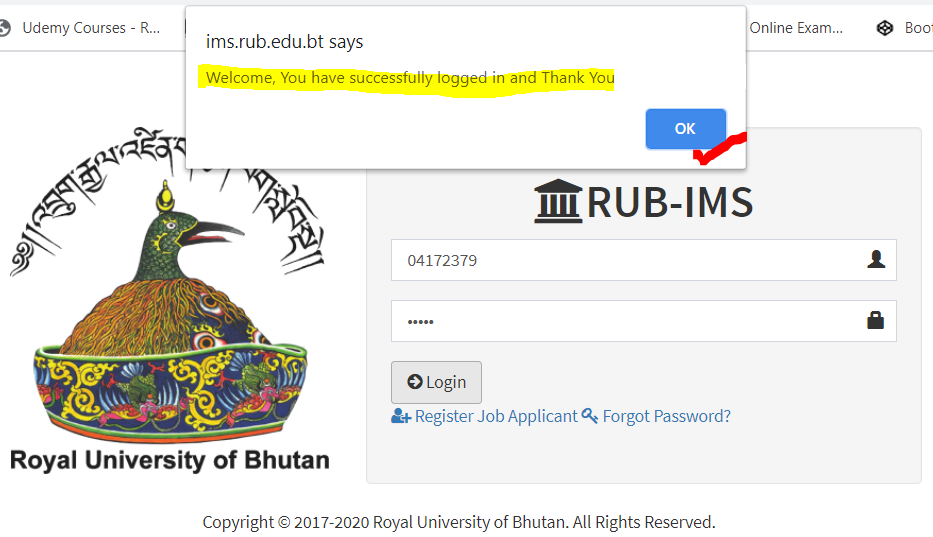 Udemy Courses - R...
Online Exam...
Boot
ims.rub.edu.bt says
Welcome, You have successfully logged in and Thank You
OK
RUB-IMS
04172379
•••••
Login
Register Job Applicant Forgot Password?
Royal University of Bhutan
Copyright © 2017-2020 Royal University of Bhutan. All Rights Reserved.